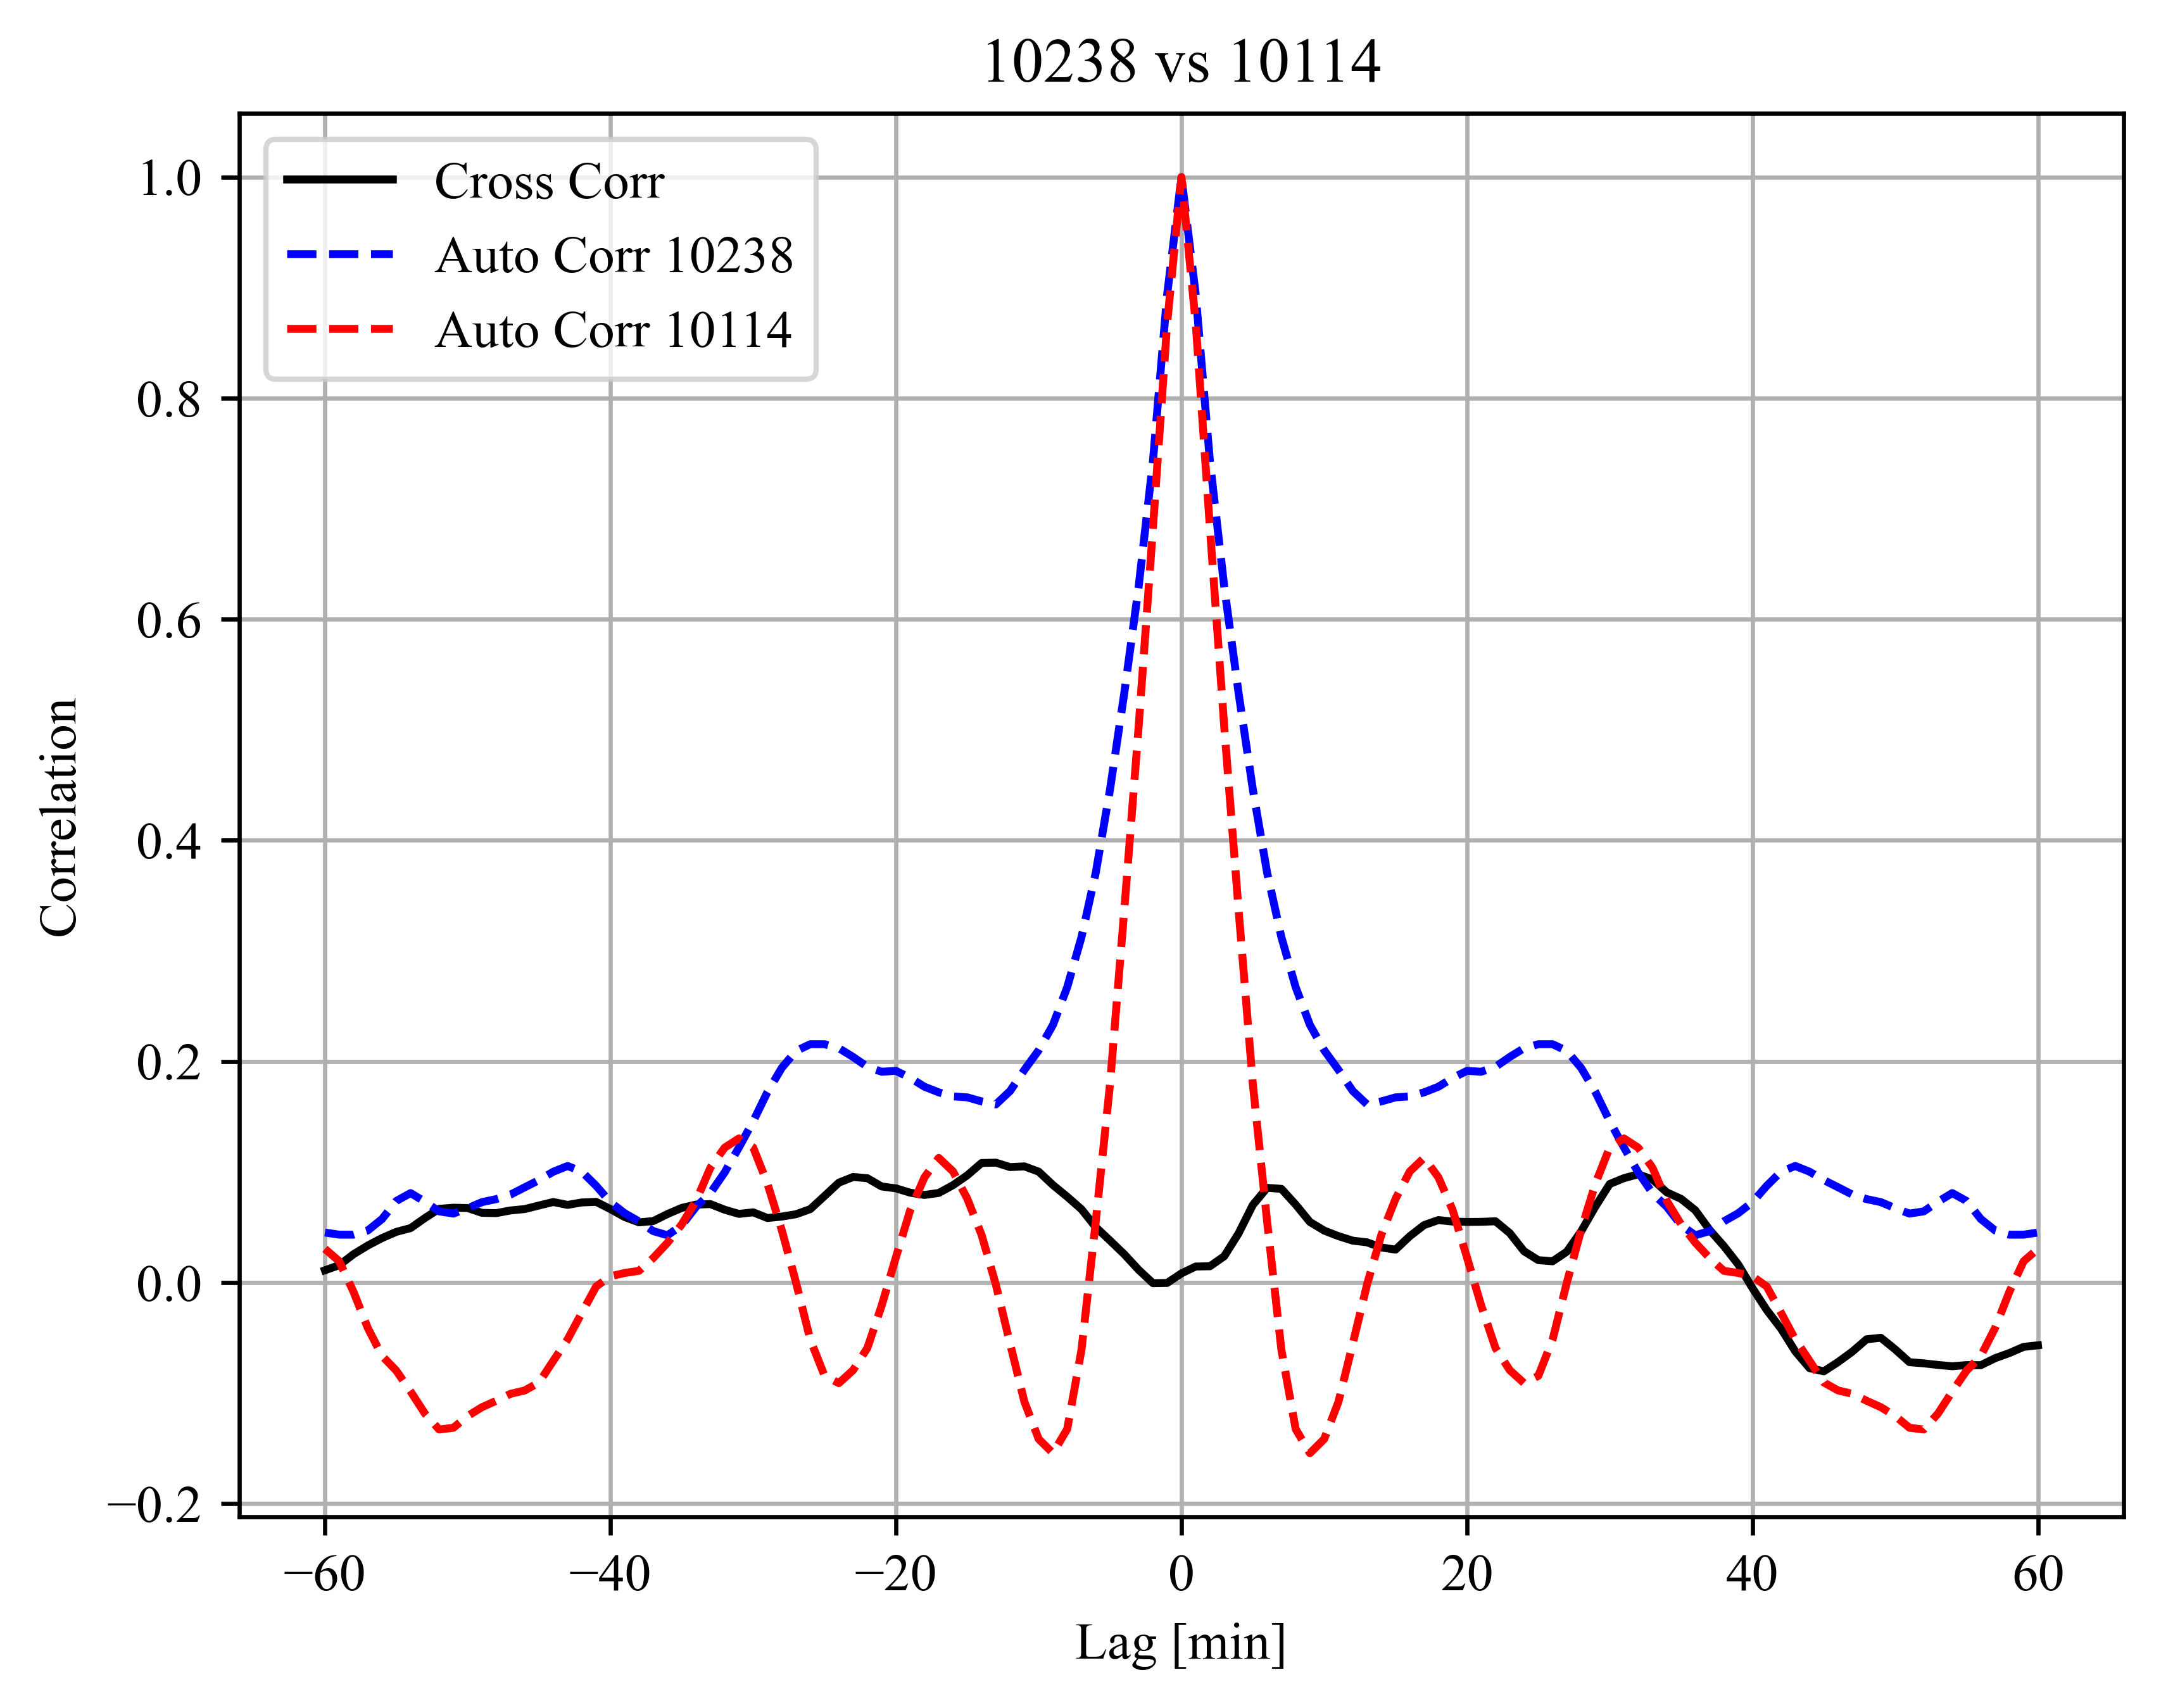 10238 vs 10114
Cross Corr
Auto Corr 10238
Auto Corr 10114
1.0
0.8
0.6
0.4
0.2
0.0
−0.2
Correlation
−60 −40 −20 0 20 40 60
Lag [min]